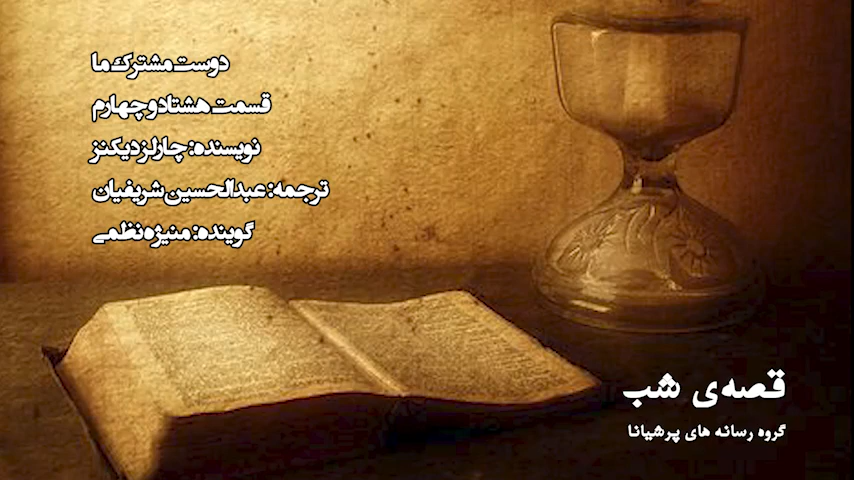 دوست مشترک ما
قسمت هشتاد و چهارم
نویسنده: چارلز دیکنز
ترجمه: عبدالحسین شریفیان
گوینده: منیژه نظمی
قصه‌ی شب
گروه رسانه های پرشیانا